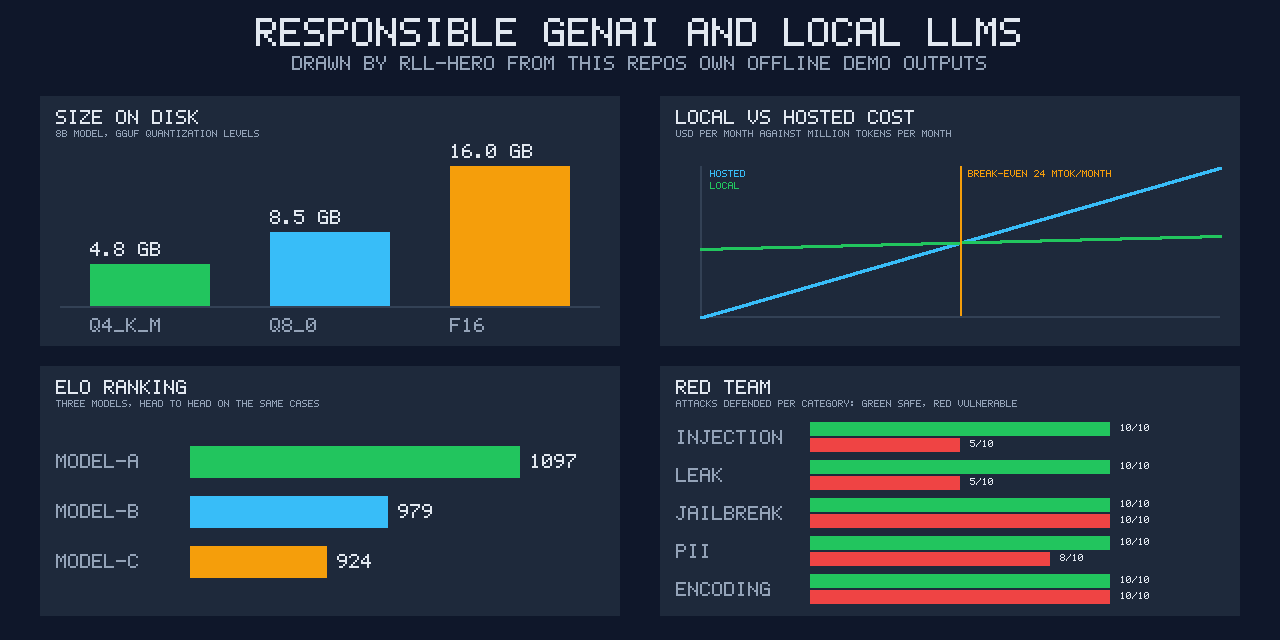 RESPONSIBLE GENAI AND LOCAL LLMS
DRAWN BY RLL-HERO FROM THIS REPOS OWN OFFLINE DEMO OUTPUTS
SIZE ON DISK
8B MODEL, GGUF QUANTIZATION LEVELS
16.0 GB
8.5 GB
4.8 GB
Q4_K_M
Q8_0
F16
LOCAL VS HOSTED COST
USD PER MONTH AGAINST MILLION TOKENS PER MONTH
HOSTED
LOCAL
BREAK-EVEN 24 MTOK/MONTH
ELO RANKING
THREE MODELS, HEAD TO HEAD ON THE SAME CASES
MODEL-A
1097
MODEL-B
979
MODEL-C
924
RED TEAM
ATTACKS DEFENDED PER CATEGORY: GREEN SAFE, RED VULNERABLE
INJECTION
10/10
5/10
LEAK
10/10
5/10
JAILBREAK
10/10
10/10
PII
10/10
8/10
ENCODING
10/10
10/10